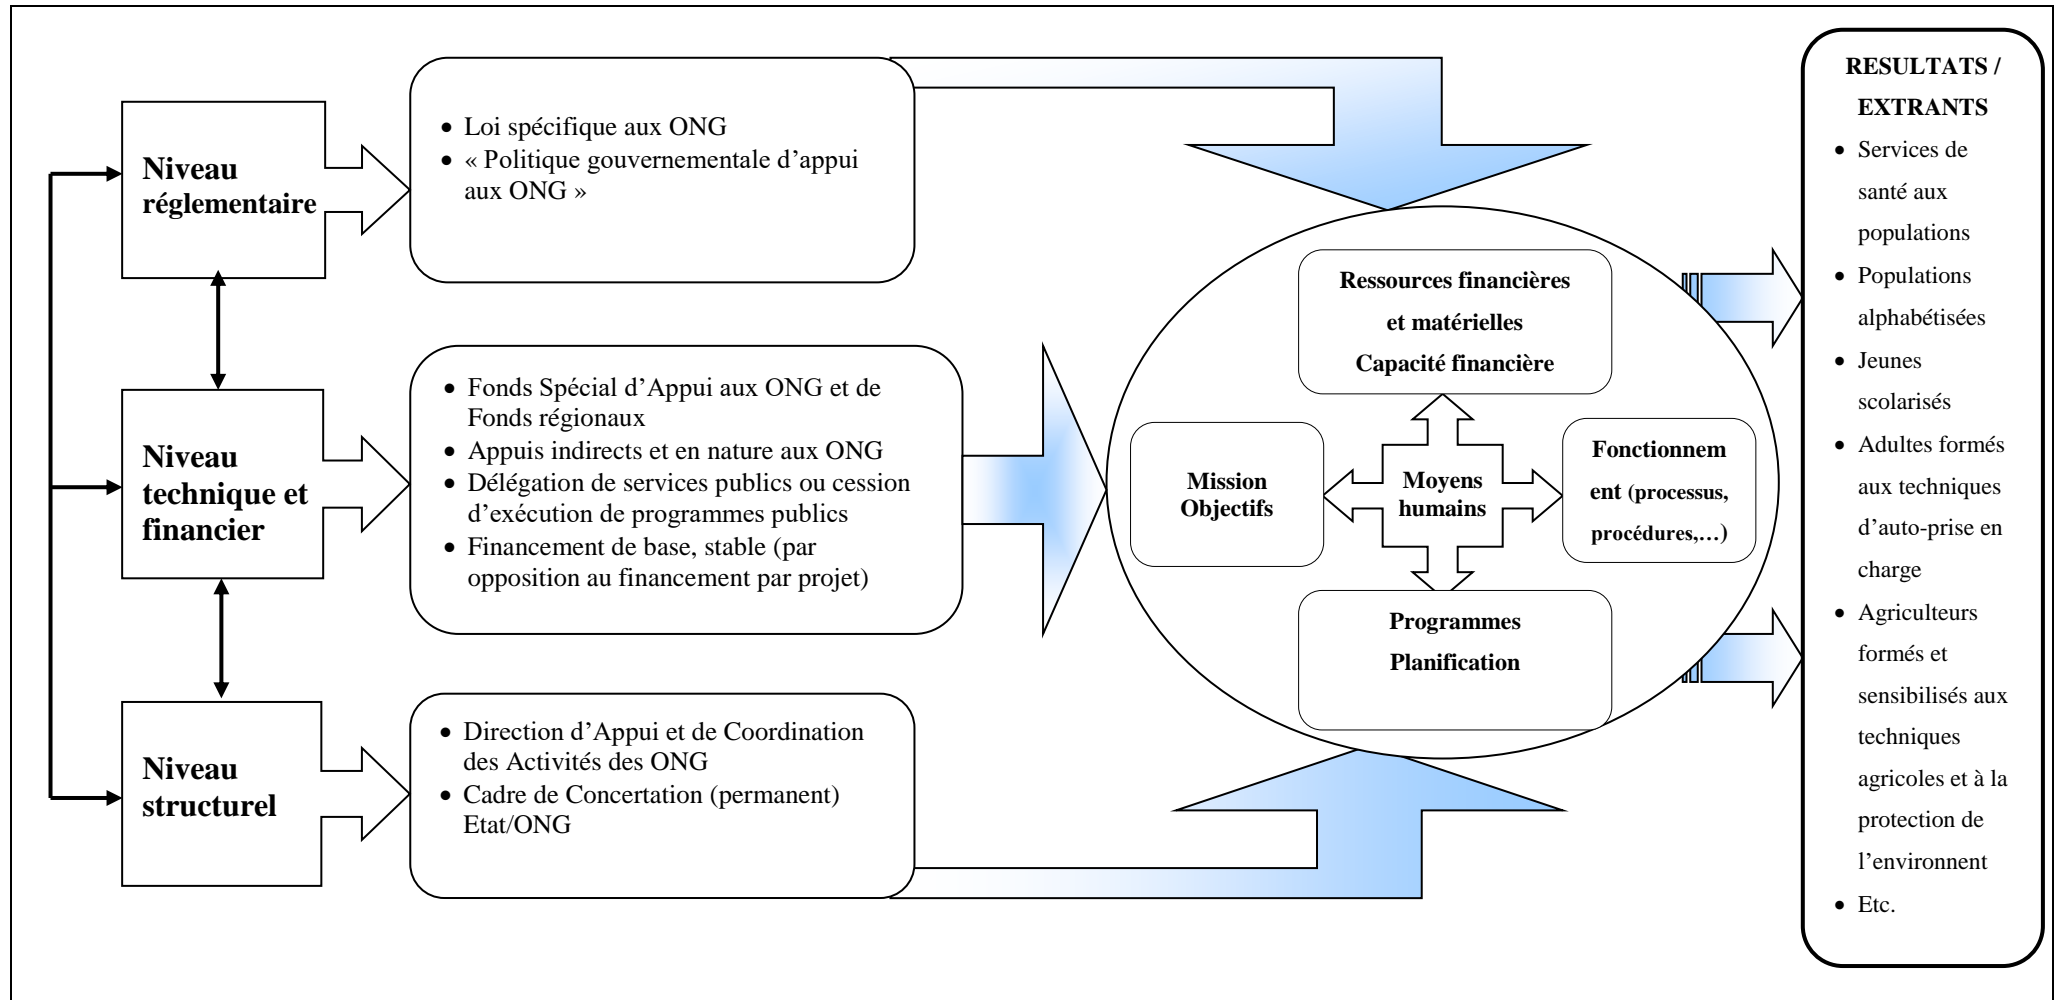 Niveau
réglementaire
• Loi spécifique aux ONG
• « Politique gouvernementale d’appui
aux ONG »
Niveau
technique et
financier
• Fonds Spécial d’Appui aux ONG et de
Fonds régionaux
• Appuis indirects et en nature aux ONG
• Délégation de services publics ou cession
d’exécution de programmes publics
• Financement de base, stable (par
opposition au financement par projet)
Niveau
structurel
• Direction d’Appui et de Coordination
des Activités des ONG
• Cadre de Concertation (permanent)
Etat/ONG
Ressources financières
et matérielles
Capacité financière
Mission
Objectifs
Moyens
humains
Fonctionnem
ent (processus,
procédures,…)
Programmes
Planification
RESULTATS /
EXTRANTS
• Services de
santé aux
populations
• Populations
alphabétisées
• Jeunes
scolarisés
• Adultes formés
aux techniques
d’auto-prise en
charge
• Agriculteurs
formés et
sensibilisés aux
techniques
agricoles et à la
protection de
l’environnent
• Etc.